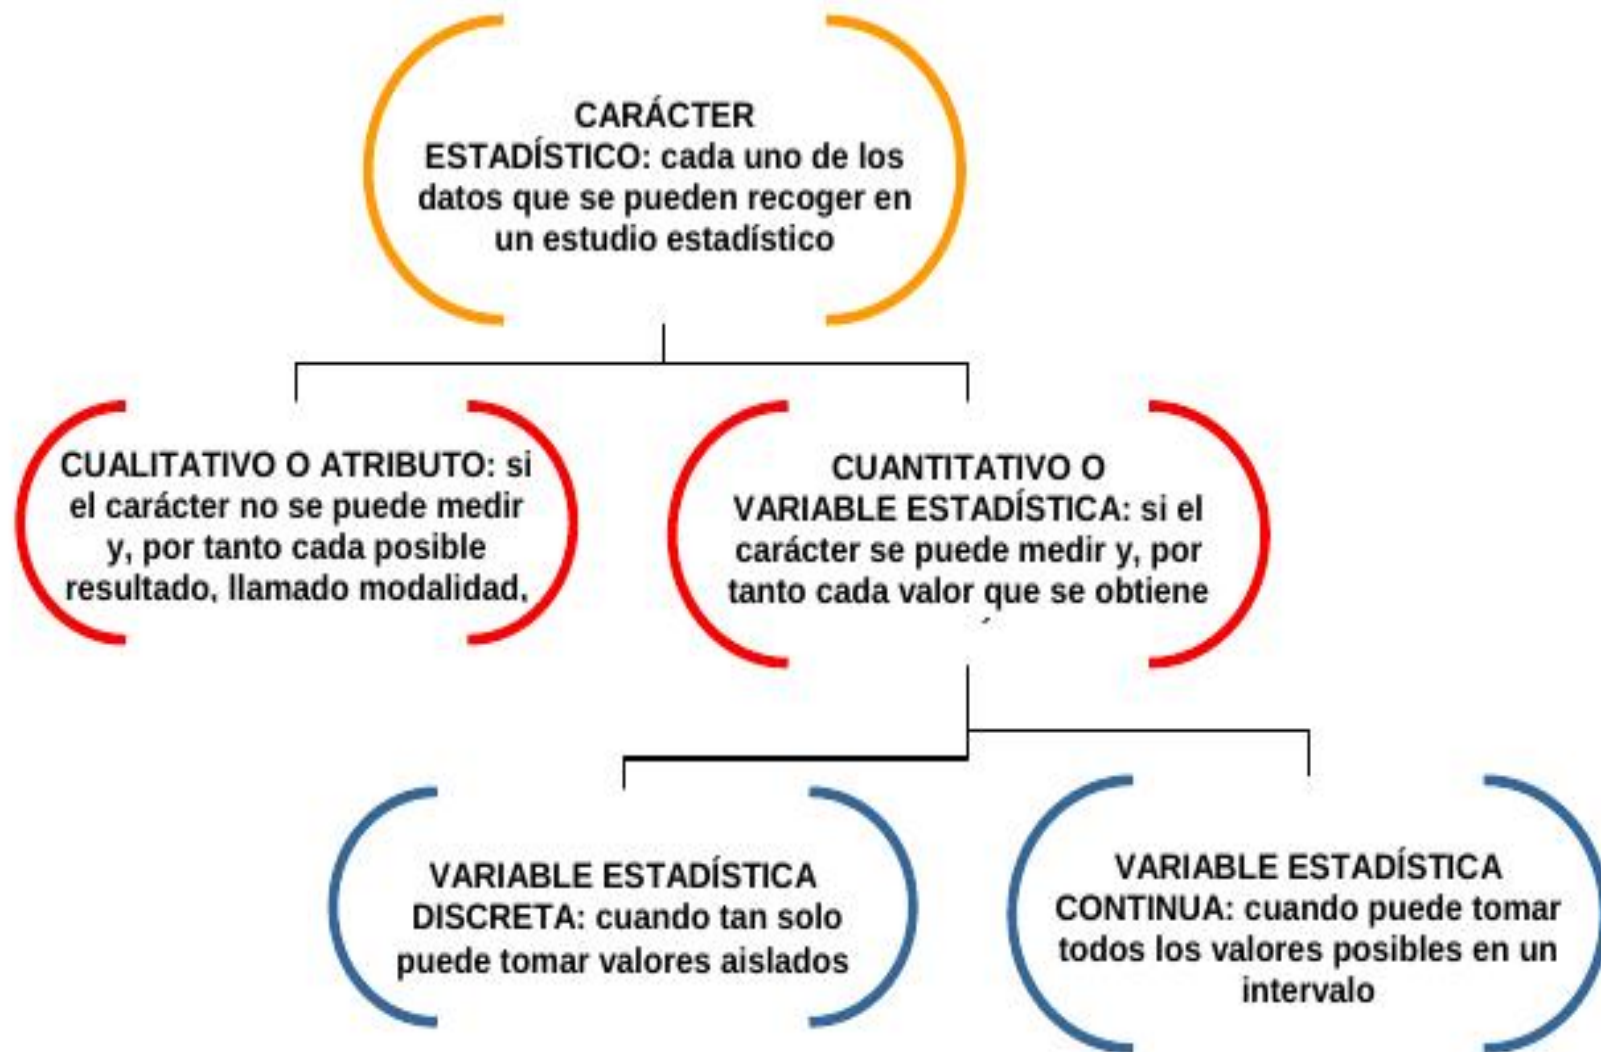 CARÁCTER
ESTADÍSTICO: cada uno de los
datos que se pueden recoger en
un estudio estadístico
CUALITATIVO O ATRIBUTO: si
el carácter no se puede medir
y, por tanto cada posible
resultado, llamado modalidad,
CUANTITATIVO O
VARIABLE ESTADÍSTICA: si el
carácter se puede medir y, por
tanto cada valor que se obtiene
VARIABLE ESTADÍSTICA
DISCRETA: cuando tan solo
puede tomar valores aislados
VARIABLE ESTADÍSTICA
CONTINUA: cuando puede tomar
todos los valores posibles en un
intervalo